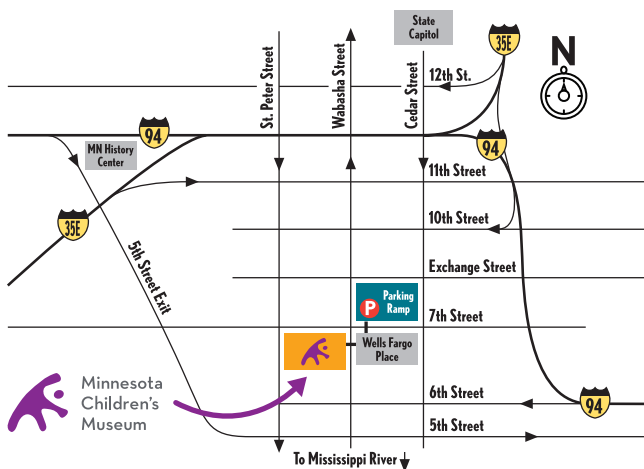 State
Capitol
35E
N
12th St.
St. Peter Street
Wabasha Street
Cedar Street
94
MN History
Center
94
11th Street
35E
10th Street
5th Street Exit
Exchange Street
P
Parking
Ramp
7th Street
Wells Fargo
Place
Minnesota
Children's
Museum
6th Street
94
5th Street
To Mississippi River